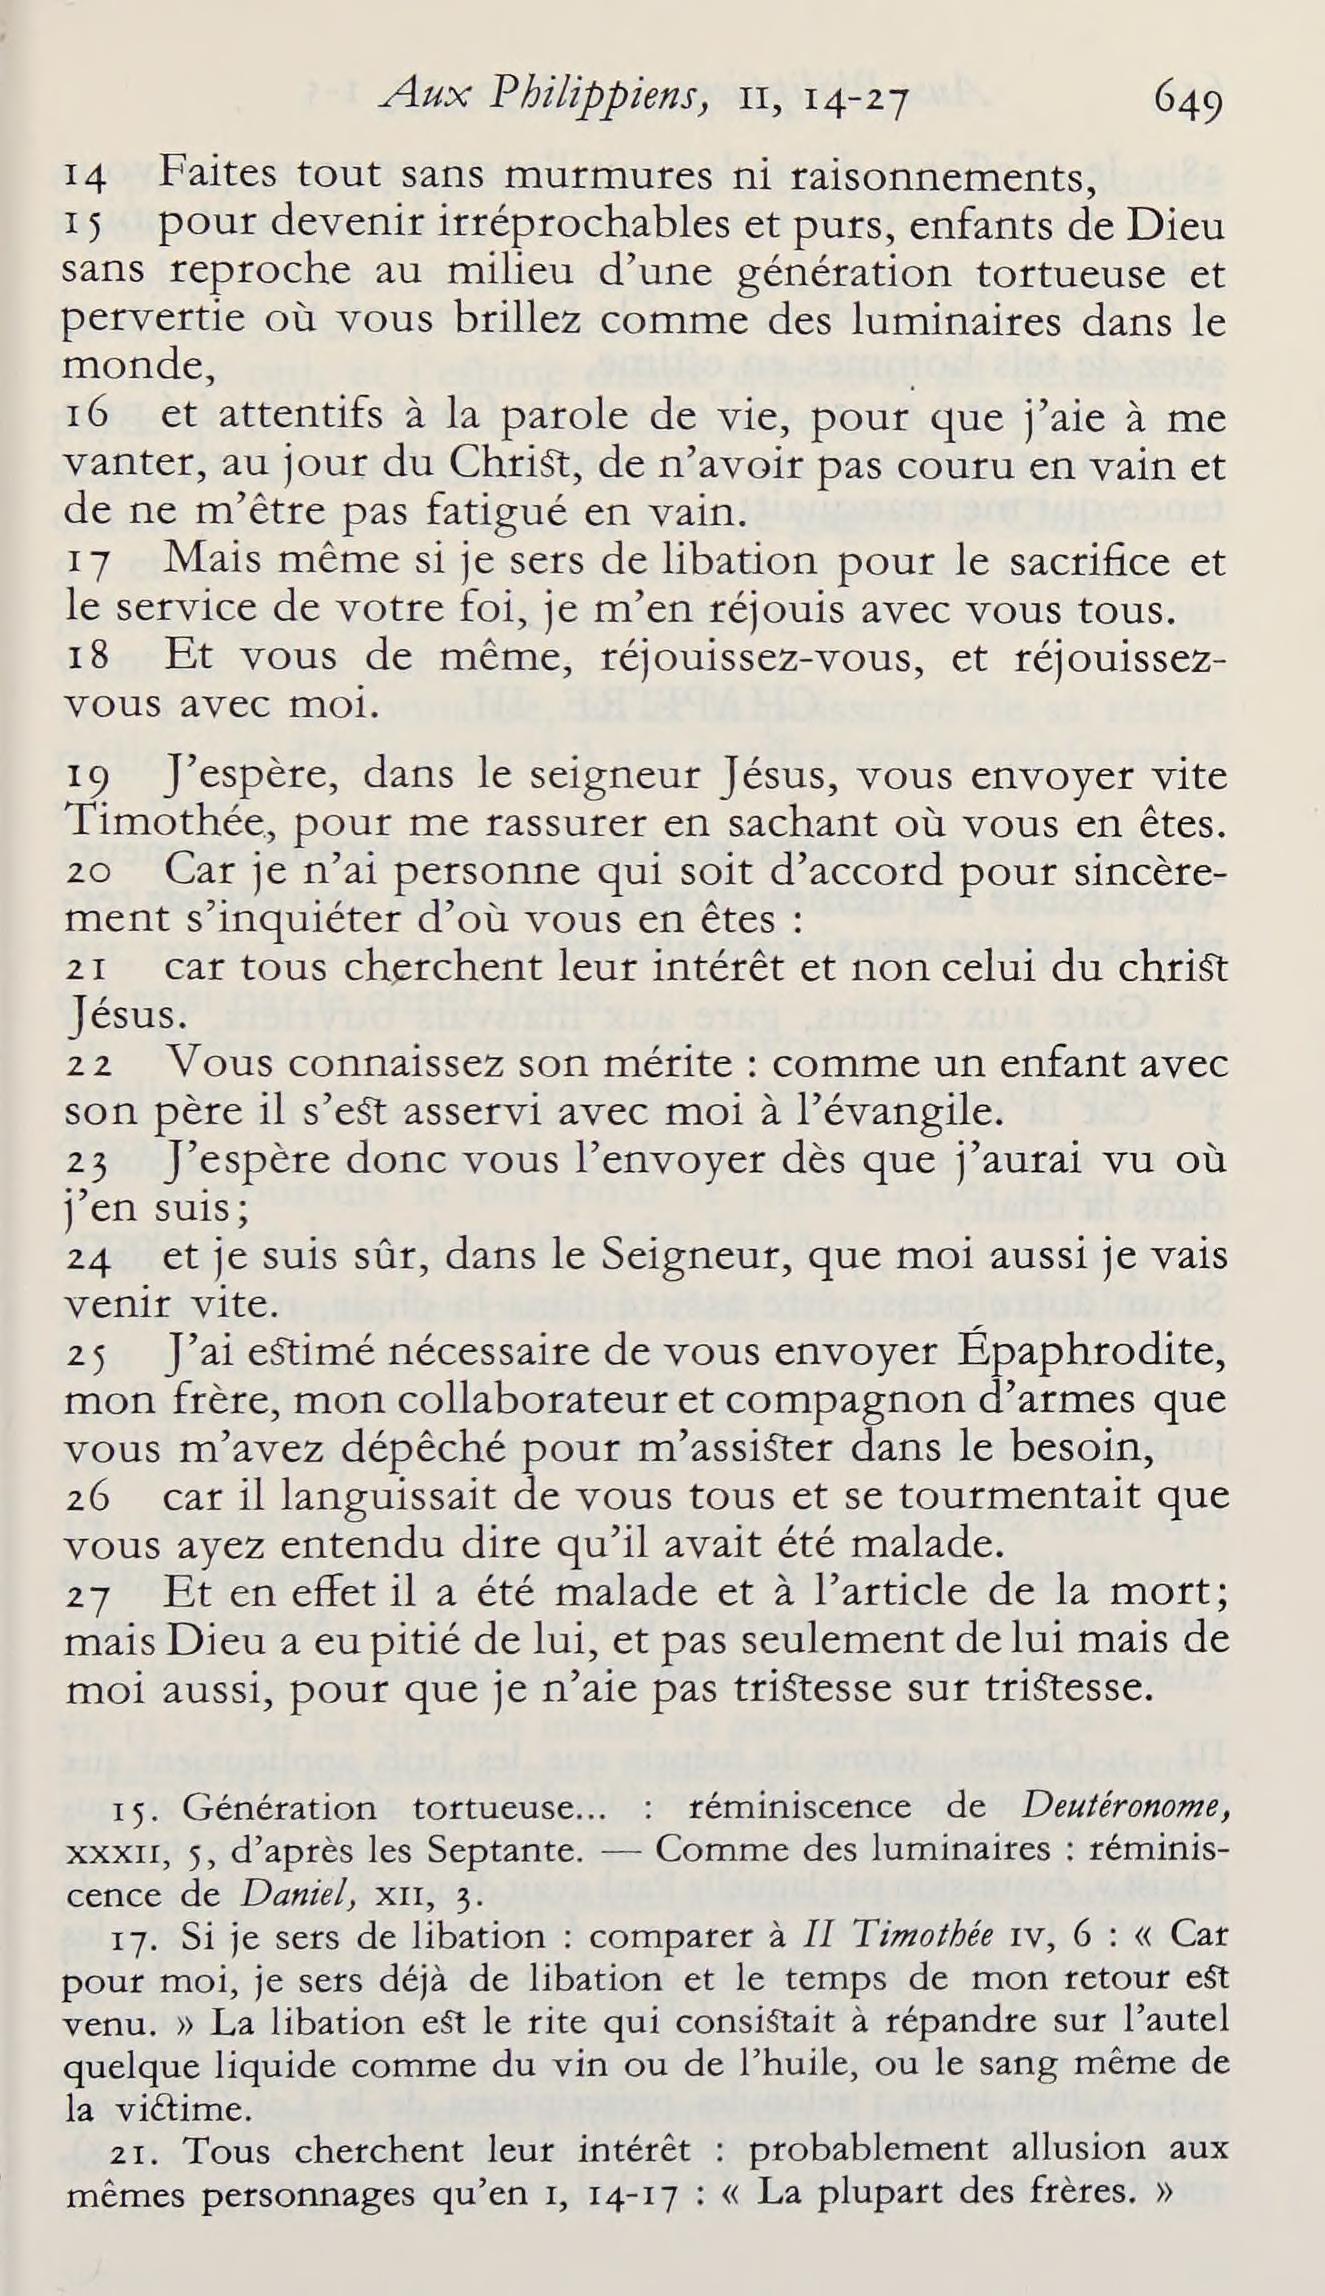 Aux Philippiens, II, 14-27 649
14 Faites tout sans murmures ni raisonnements,
15 pour devenir irréprochables et purs, enfants de Dieu
sans reproche au milieu d’une génération tortueuse et
pervertie où vous brillez comme des luminaires dans le
monde,
16 et attentifs à la parole de vie, pour que j’aie à me
vanter, au jour du Christ, de n’avoir pas couru en vain et
de ne m’être pas fatigué en vain.
17 Mais même si je sers de libation pour le sacrifice et
le service de votre foi, je m’en réjouis avec vous tous.
18 Et vous de même, réjouissez-vous, et réjouissez-
vous avec moi.
19 J’espère, dans le seigneur Jésus, vous envoyer vite
Timothée, pour me rassurer en sachant où vous en êtes.
20 Car je n’ai personne qui soit d’accord pour sincère-
ment s’inquiéter d’où vous en êtes :
21 car tous cherchent leur intérêt et non celui du christ
Jésus.
22 Vous connaissez son mérite : comme un enfant avec
son père il s’est asservi avec moi à l’évangile.
23 J’espère donc vous l’envoyer dès que j’aurai vu où
j’en suis;
24 et je suis sûr, dans le Seigneur, que moi aussi je vais
venir vite.
25 J’ai estimé nécessaire de vous envoyer Épaphrodite,
mon frère, mon collaborateur et compagnon d’armes que
vous m’avez dépêché pour m’assister dans le besoin,
26 car il languissait de vous tous et se tourmentait que
vous ayez entendu dire qu’il avait été malade.
27 Et en effet il a été malade et à l’article de la mort;
mais Dieu a eu pitié de lui, et pas seulement de lui mais de
moi aussi, pour que je n’aie pas tristesse sur tristesse.
15. Génération tortueuse... : réminiscence de Deutéronome,
XXXII, 5, d’après les Septante. — Comme des luminaires : réminis-
cence de Daniel, XII, 3.
17. Si je sers de libation : comparer à II Timothée IV, 6 : « Car
pour moi, je sers déjà de libation et le temps de mon retour est
venu. » La libation est le rite qui consistait à répandre sur l’autel
quelque liquide comme du vin ou de l’huile, ou le sang même de
la victime.
21. Tous cherchent leur intérêt : probablement allusion aux
mêmes personnages qu’en I, 14-17 : « La plupart des frères. »